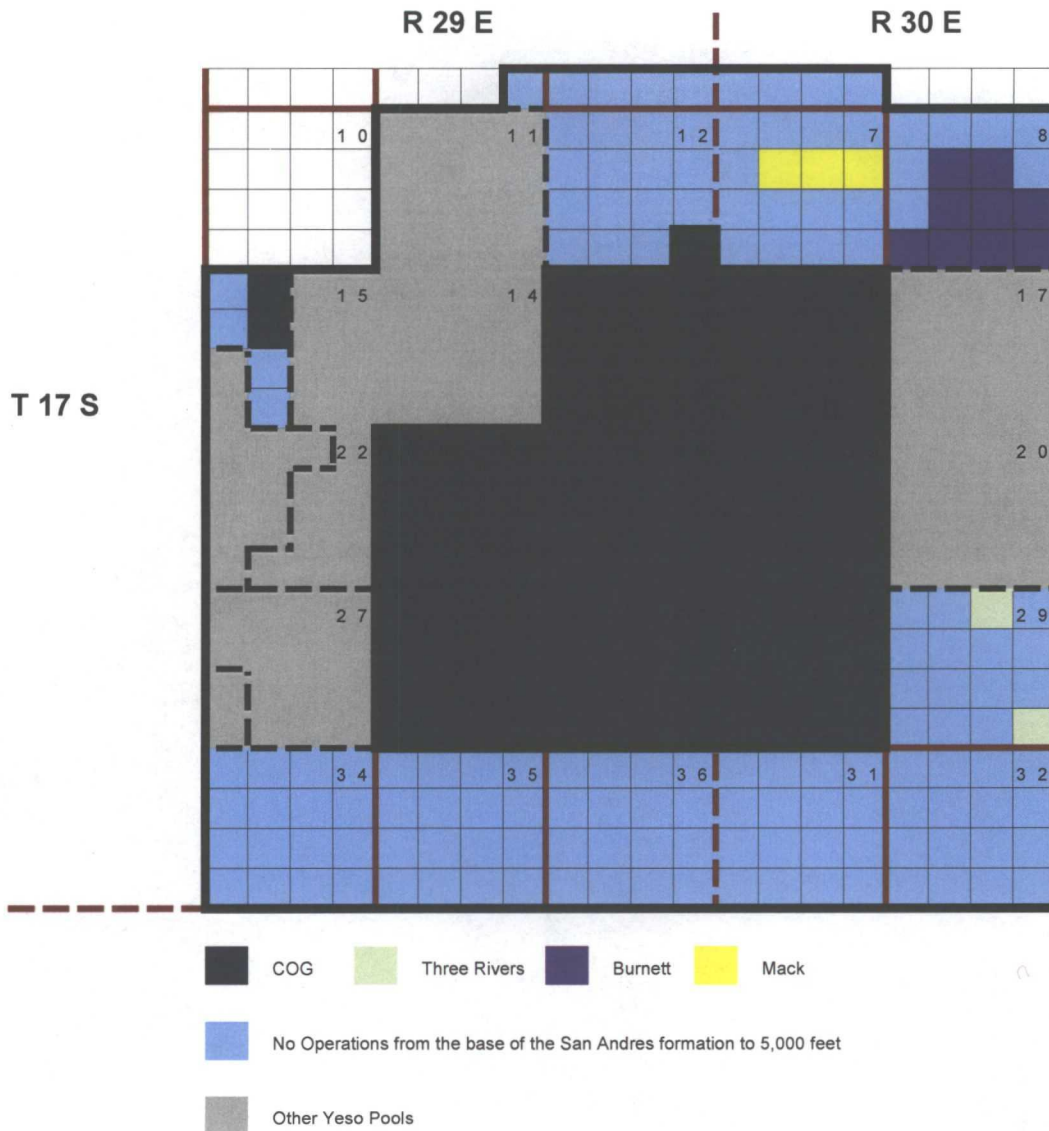 R 29 E R 30 E
1 0 1 1 1 2 7 8
1 5 1 4 1 7
T 17 S
2 2 2 0
2 7 2 9
3 4 3 5 3 6 3 1 3 2
COG Three Rivers Burnett Mack
No Operations from the base of the San Andres formation to 5,000 feet
Other Yeso Pools